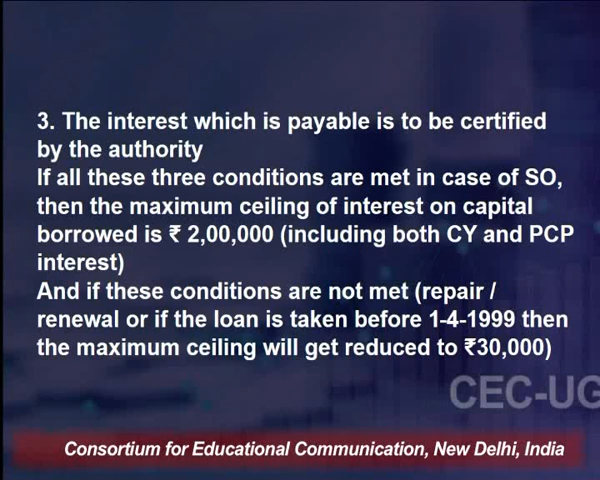 3. The interest which is payable is to be certified
by the authority
If all these three conditions are met in case of SO,
then the maximum ceiling of interest on capital
borrowed is ₹ 2,00,000 (including both CY and PCP
interest)
And if these conditions are not met (repair /
renewal or if the loan is taken before 1-4-1999 then
the maximum ceiling will get reduced to ₹30,000)
CEC-UG
Consortium for Educational Communication, New Delhi, India